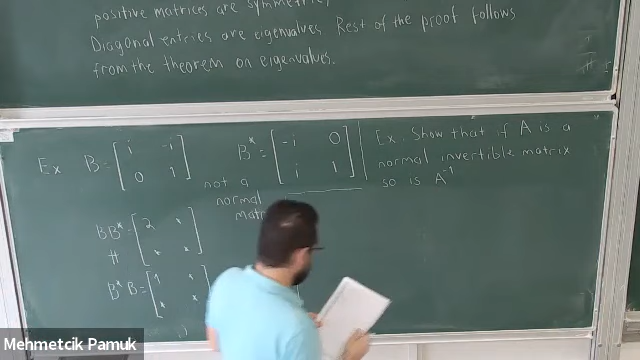 positive matrices are symmetric,
Diagonal entries are eigenvalues. Rest of the proof follows
from the theorem on eigenvalues.
Ex B = [ i -i
0 1 ]
B* = [ -i 0
i 1 ]
not a
normal
BB* = [ 2 *
* * ]
≠
B* B = [ 1 *
* * ]
Ex. Show that if A is a
normal invertible matrix
so is A⁻¹
Mehmetcik Pamuk